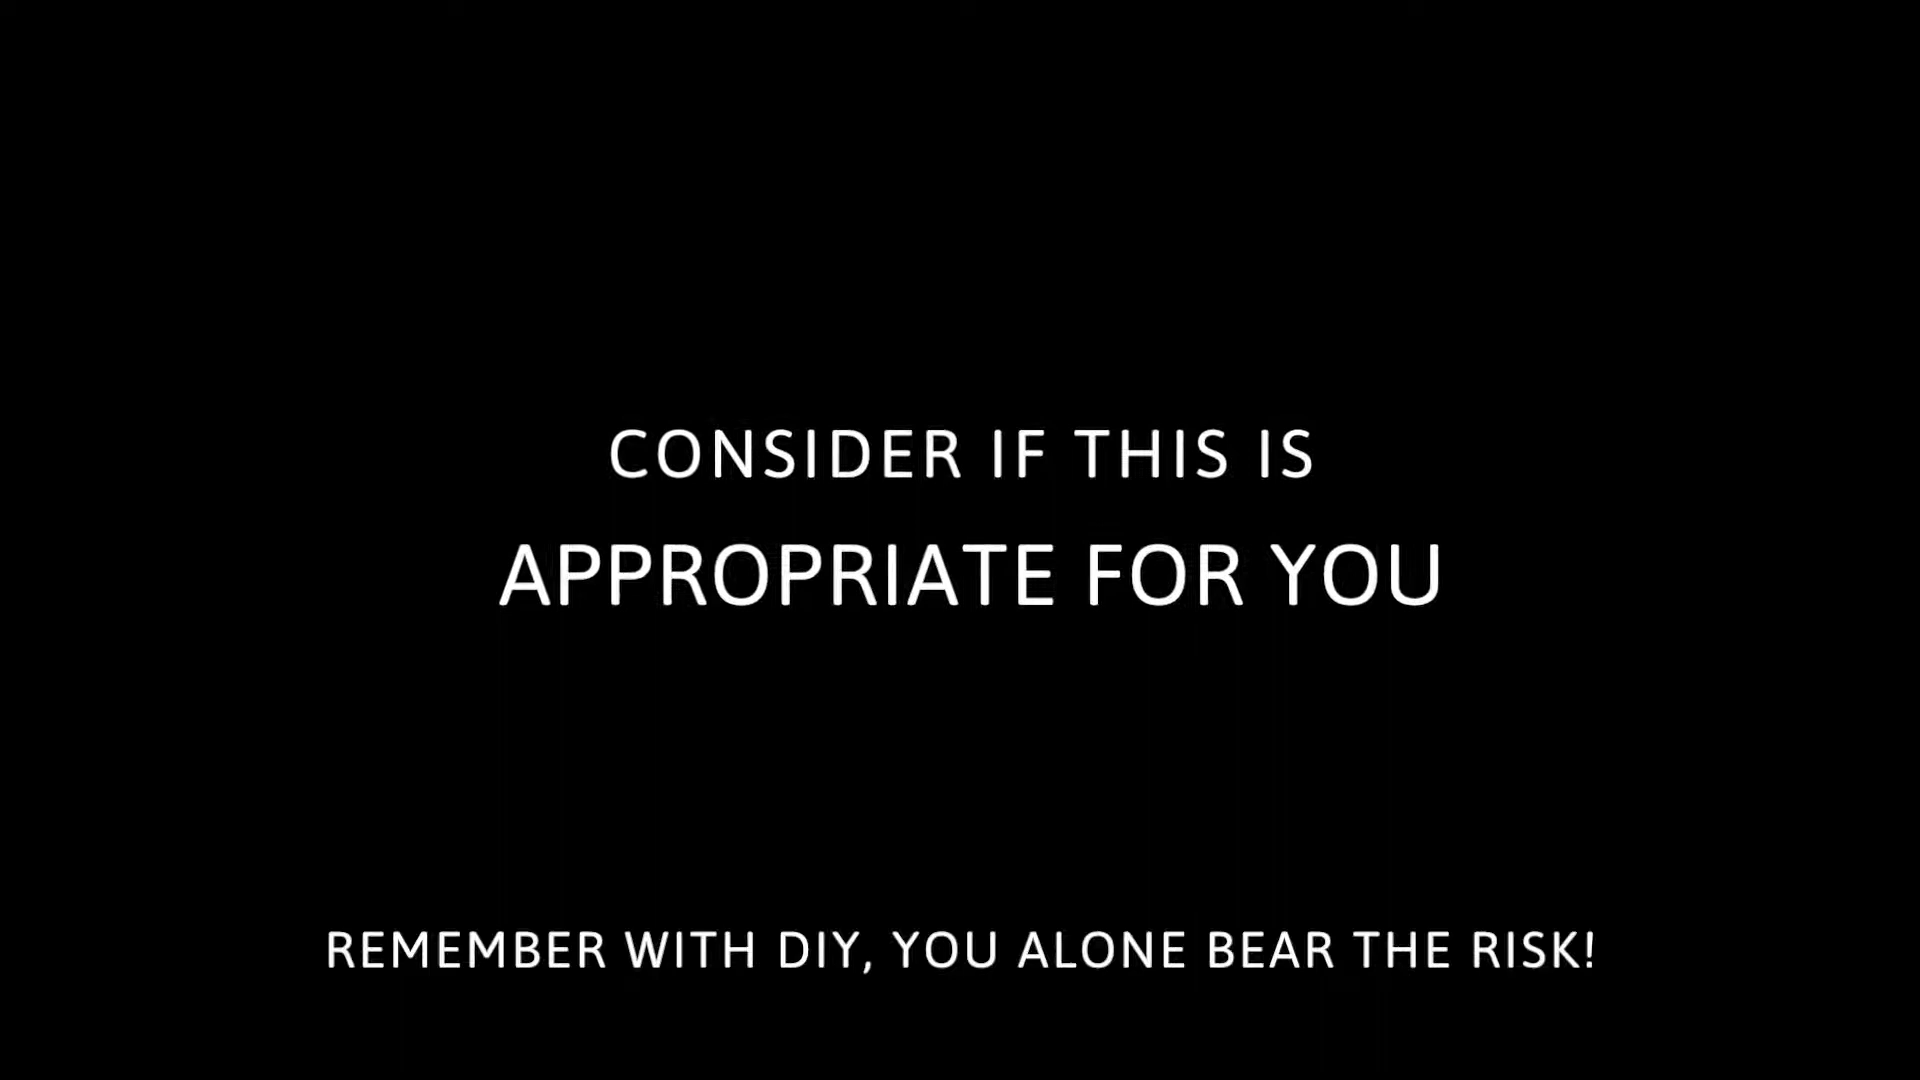 CONSIDER IF THIS IS
APPROPRIATE FOR YOU
REMEMBER WITH DIY, YOU ALONE BEAR THE RISK!